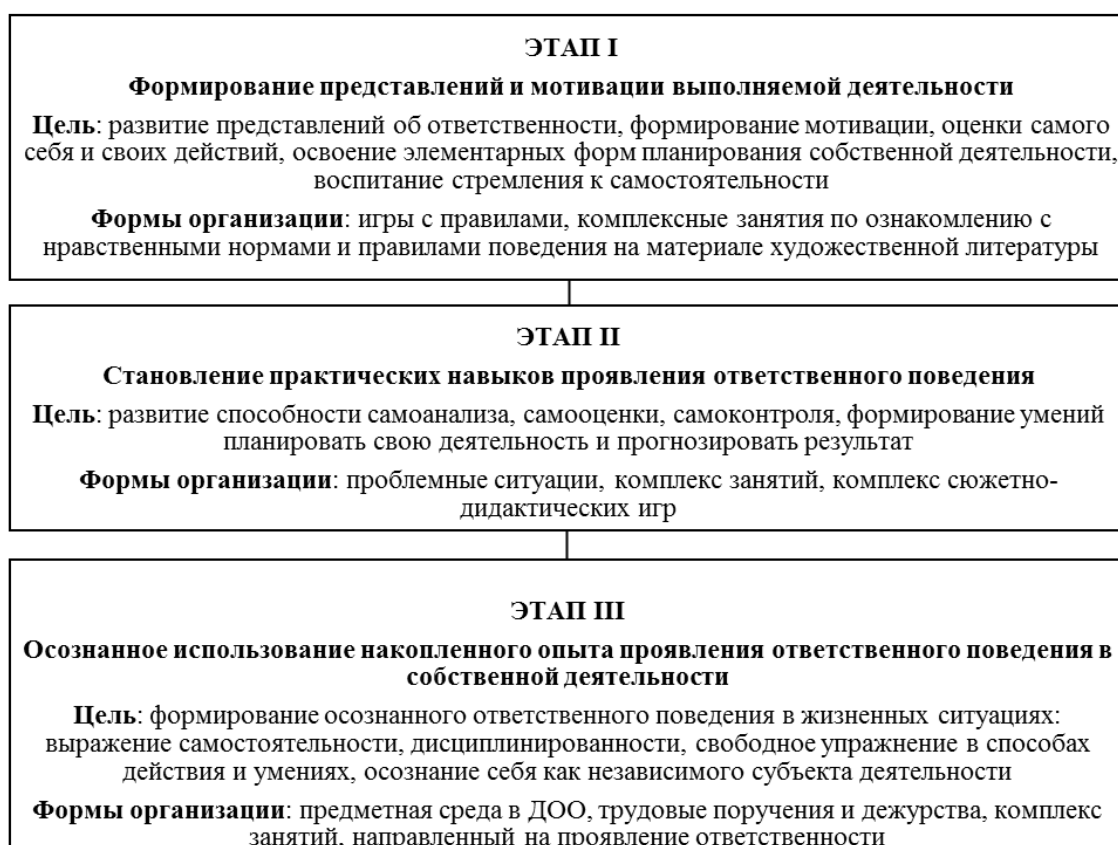 ЭТАП I
Формирование представлений и мотивации выполняемой деятельности
Цель: развитие представлений об ответственности, формирование мотивации, оценки самого
себя и своих действий, освоение элементарных форм планирования собственной деятельности,
воспитание стремления к самостоятельности
Формы организации: игры с правилами, комплексные занятия по ознакомлению с
нравственными нормами и правилами поведения на материале художественной литературы
ЭТАП II
Становление практических навыков проявления ответственного поведения
Цель: развитие способности самоанализа, самооценки, самоконтроля, формирование умений
планировать свою деятельность и прогнозировать результат
Формы организации: проблемные ситуации, комплекс занятий, комплекс сюжетно-
дидактических игр
ЭТАП III
Осознанное использование накопленного опыта проявления ответственного поведения в
собственной деятельности
Цель: формирование осознанного ответственного поведения в жизненных ситуациях:
выражение самостоятельности, дисциплинированности, свободное упражнение в способах
действия и умениях, осознание себя как независимого субъекта деятельности
Формы организации: предметная среда в ДОО, трудовые поручения и дежурства, комплекс
занятий, направленный на проявление ответственности